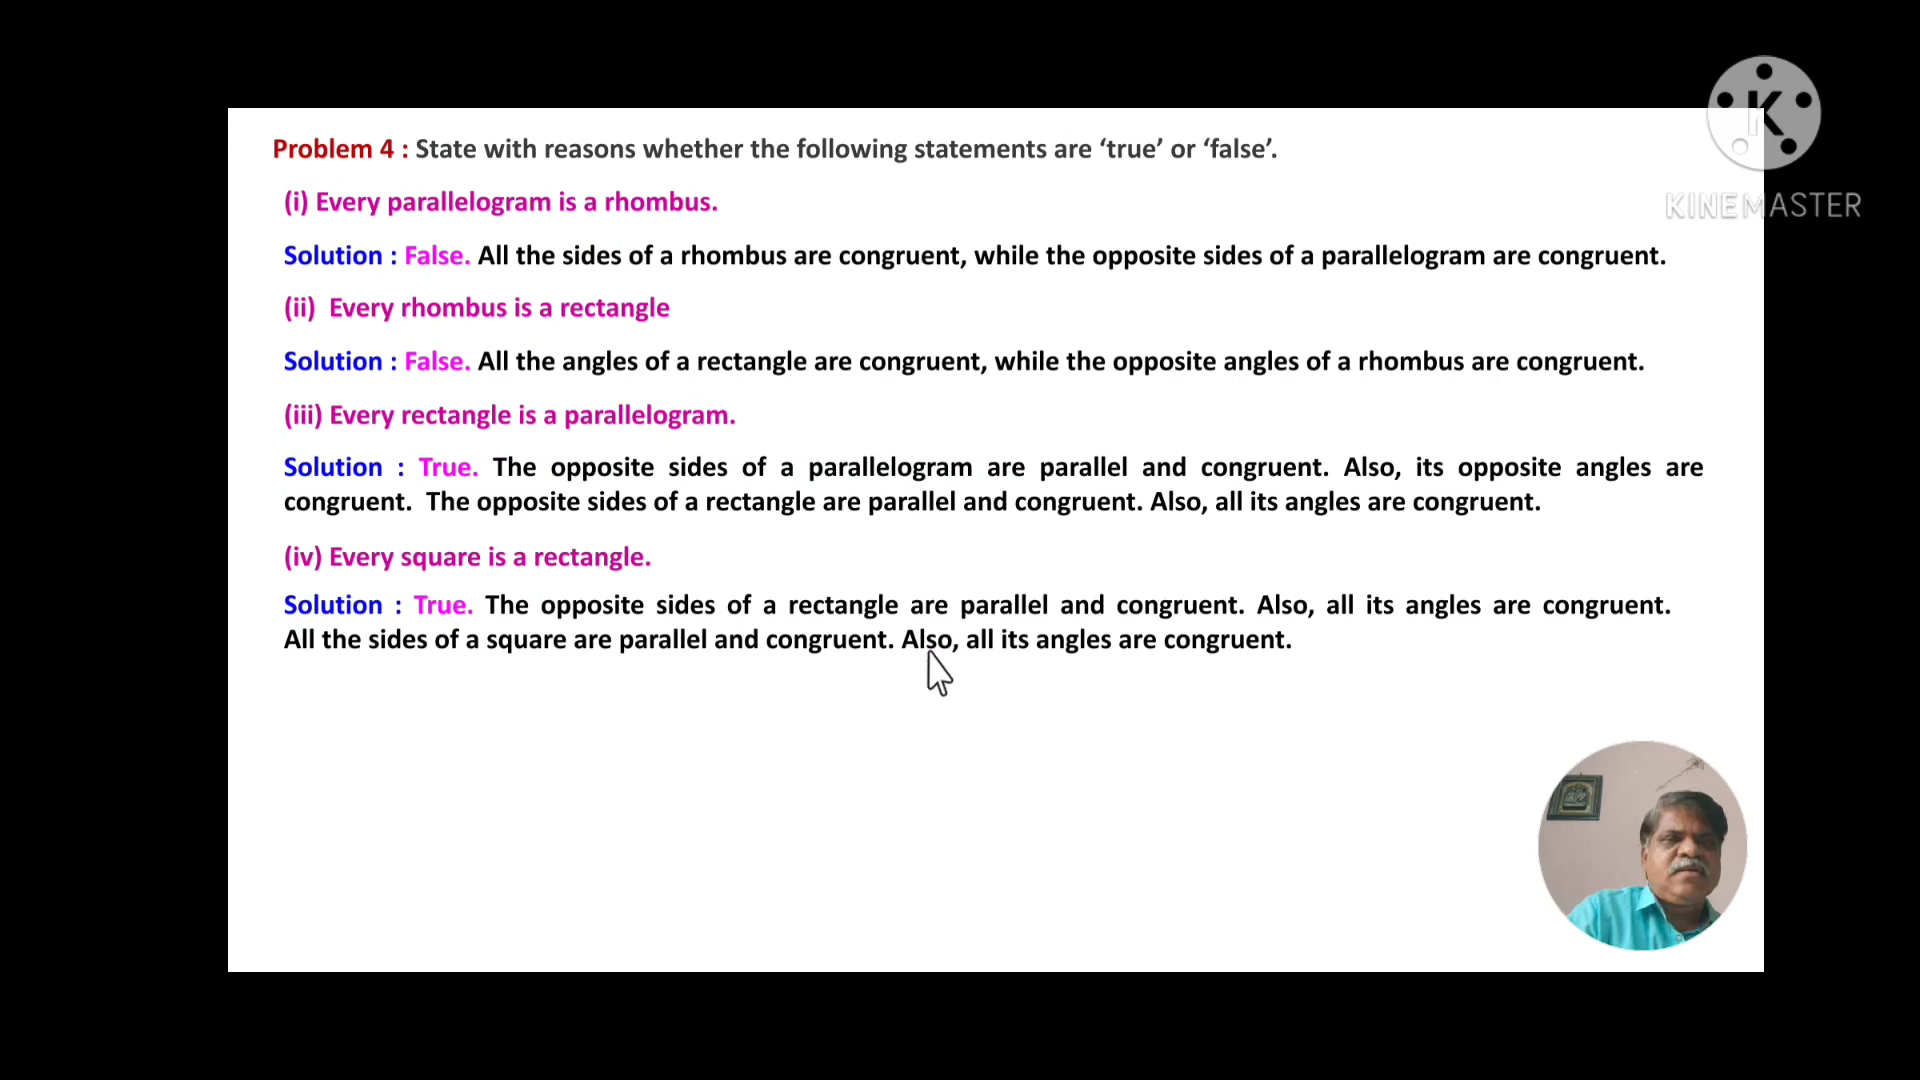 Problem 4 : State with reasons whether the following statements are ‘true’ or ‘false’.
(i) Every parallelogram is a rhombus.
Solution : False. All the sides of a rhombus are congruent, while the opposite sides of a parallelogram are congruent.
(ii) Every rhombus is a rectangle
Solution : False. All the angles of a rectangle are congruent, while the opposite angles of a rhombus are congruent.
(iii) Every rectangle is a parallelogram.
Solution : True. The opposite sides of a parallelogram are parallel and congruent. Also, its opposite angles are
congruent. The opposite sides of a rectangle are parallel and congruent. Also, all its angles are congruent.
(iv) Every square is a rectangle.
Solution : True. The opposite sides of a rectangle are parallel and congruent. Also, all its angles are congruent.
All the sides of a square are parallel and congruent. Also, all its angles are congruent.
K
KINEMASTER